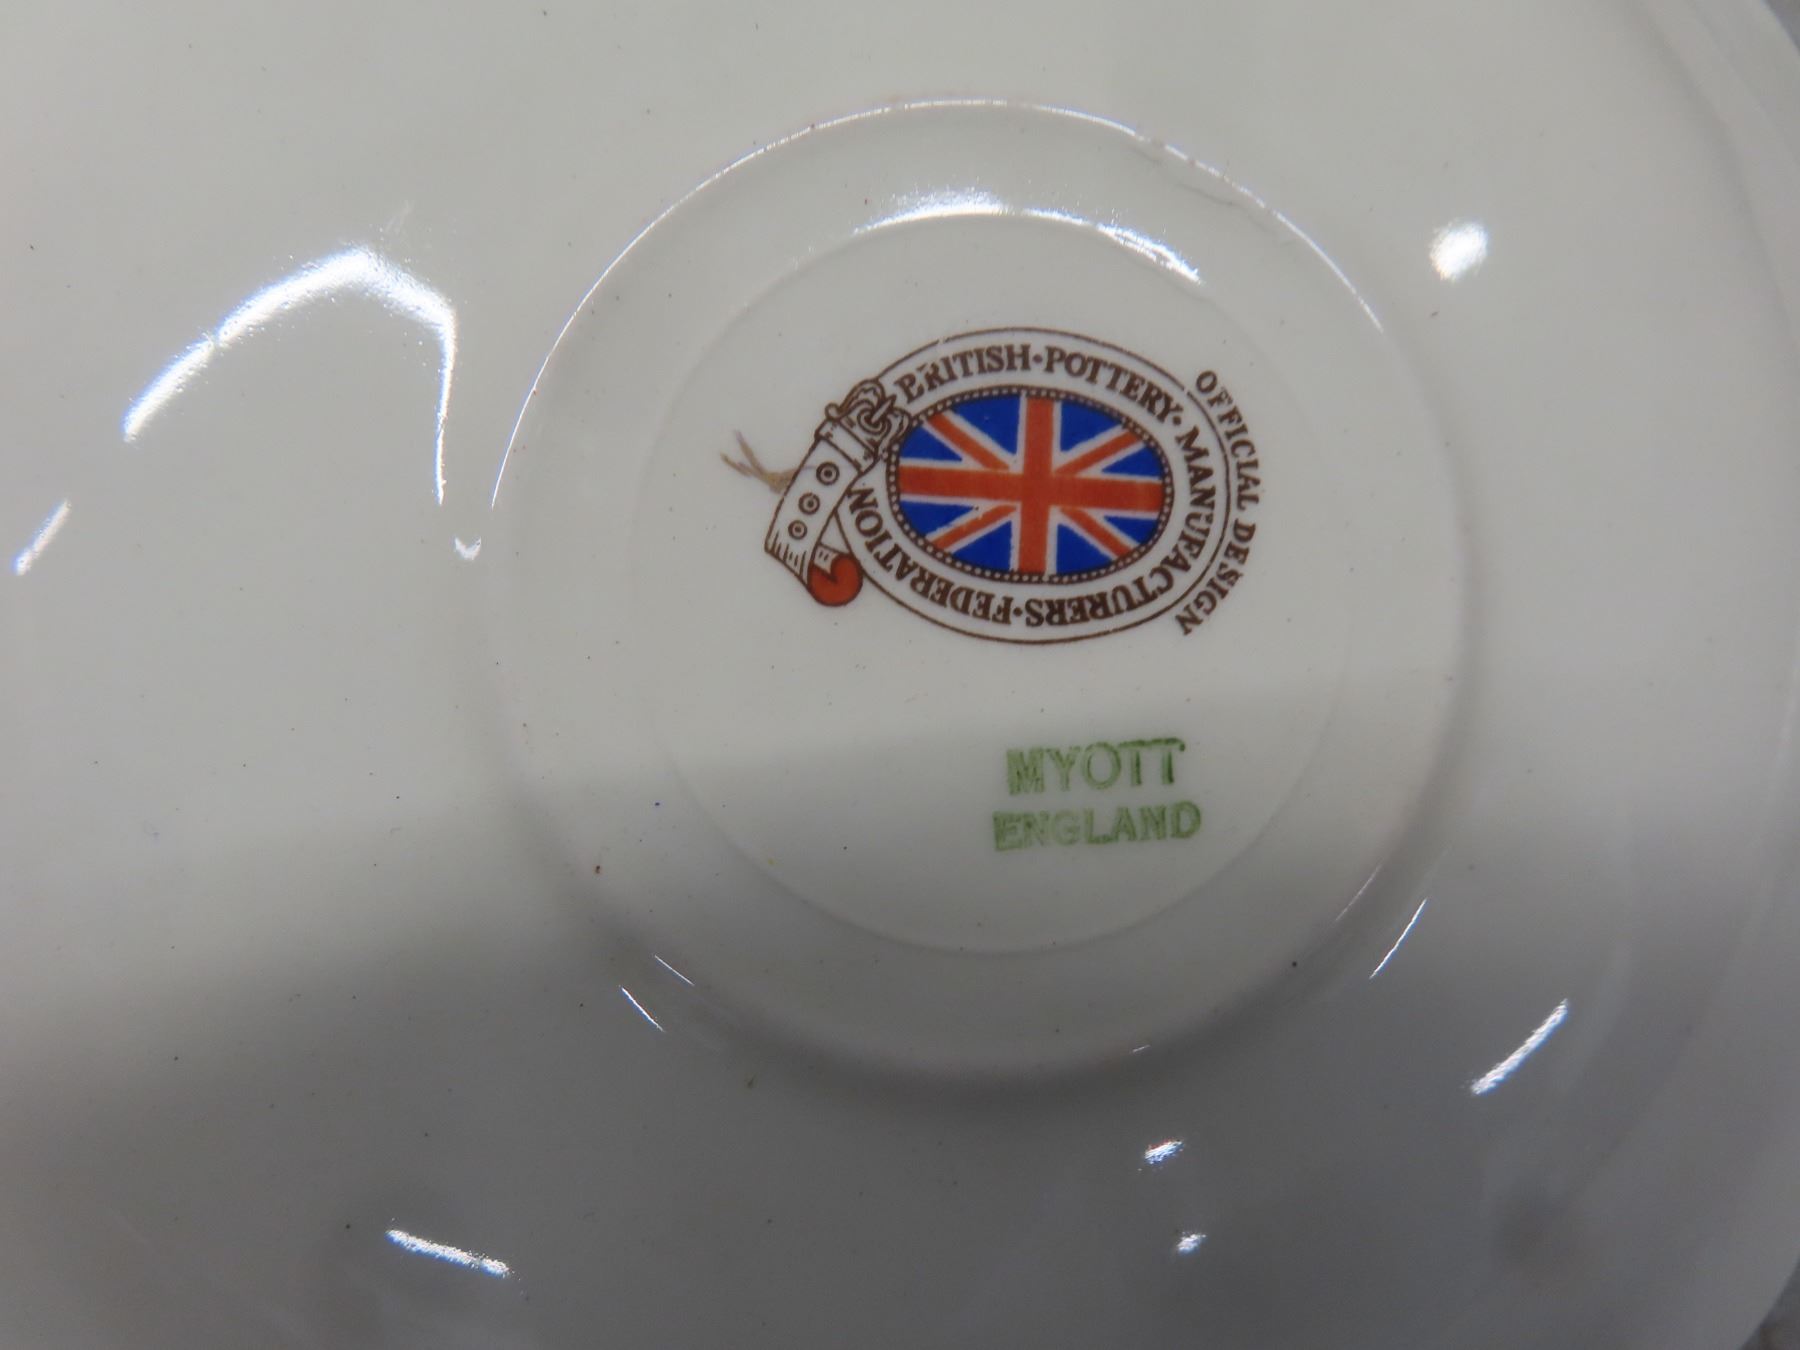 BRITISH·POTTERY·MANUFACTURERS·FEDERATION
OFFICIAL DESIGN
MYOTT
ENGLAND